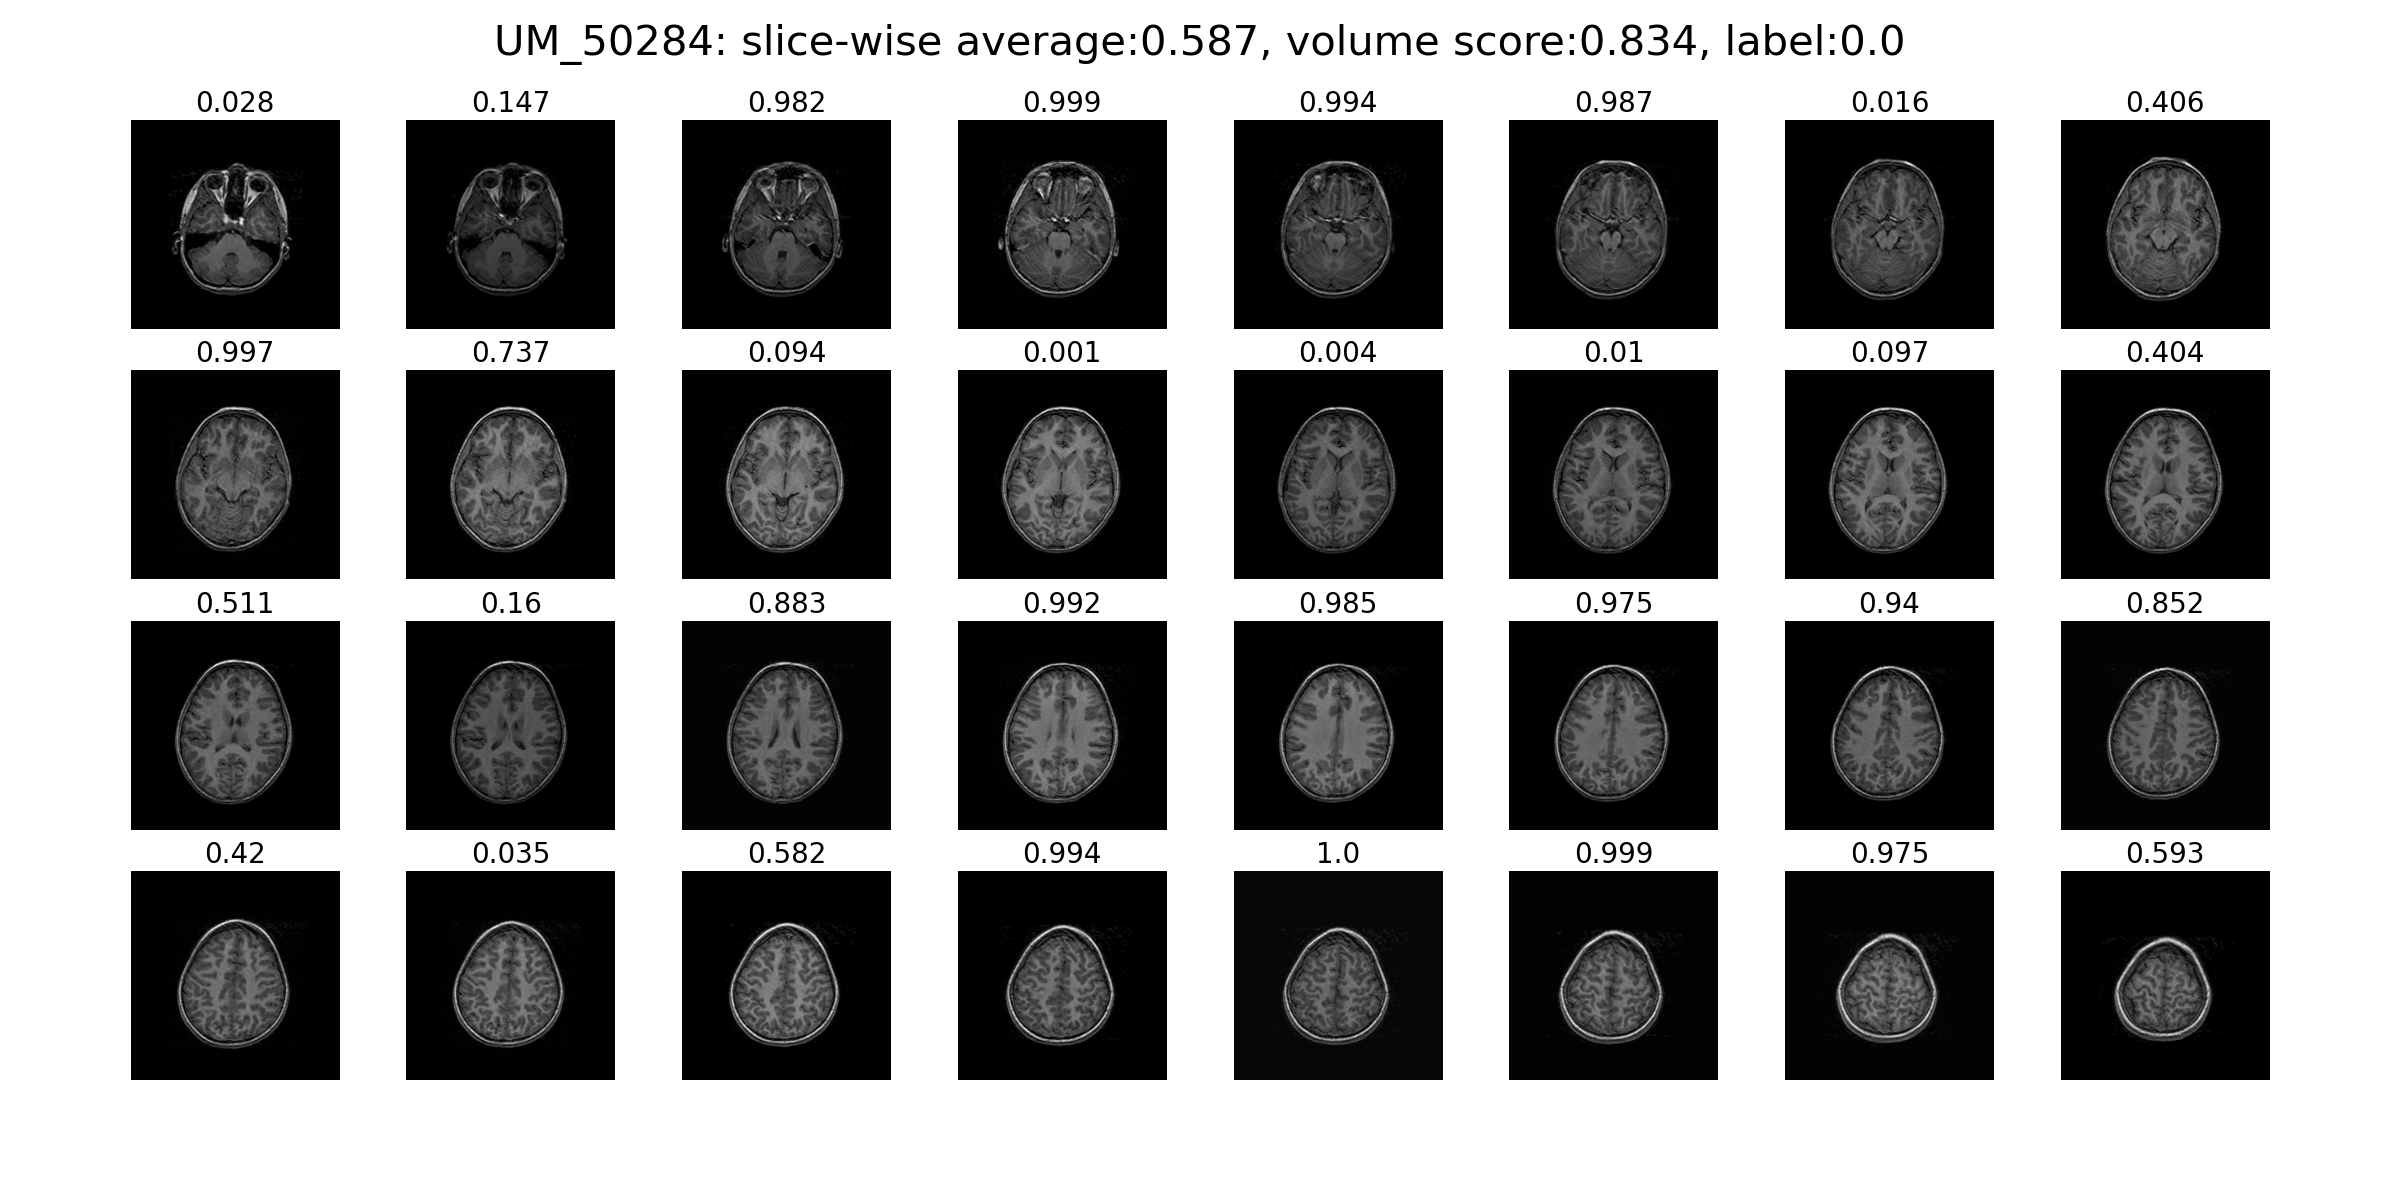 UM_50284: slice-wise average:0.587, volume score:0.834, label:0.0
0.028 0.147 0.982 0.999 0.994 0.987 0.016 0.406
0.997 0.737 0.094 0.001 0.004 0.01 0.097 0.404
0.511 0.16 0.883 0.992 0.985 0.975 0.94 0.852
0.42 0.035 0.582 0.994 1.0 0.999 0.975 0.593